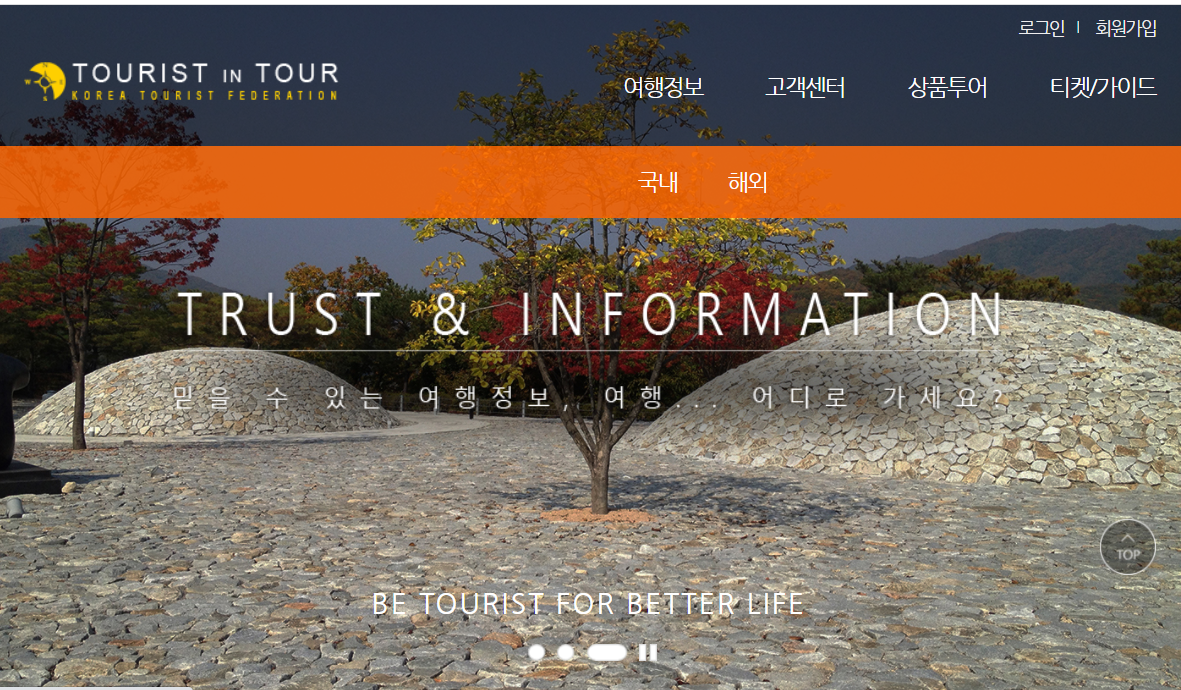 로그인 | 회원가입
TOURIST IN TOUR
KOREA TOURIST FEDERATION
여행정보 고객센터 상품투어 티켓/가이드
국내 해외
TRUST & INFORMATION
믿을 수 있는 여행정보, 여행... 어디로 가세요?
TOP
BE TOURIST FOR BETTER LIFE